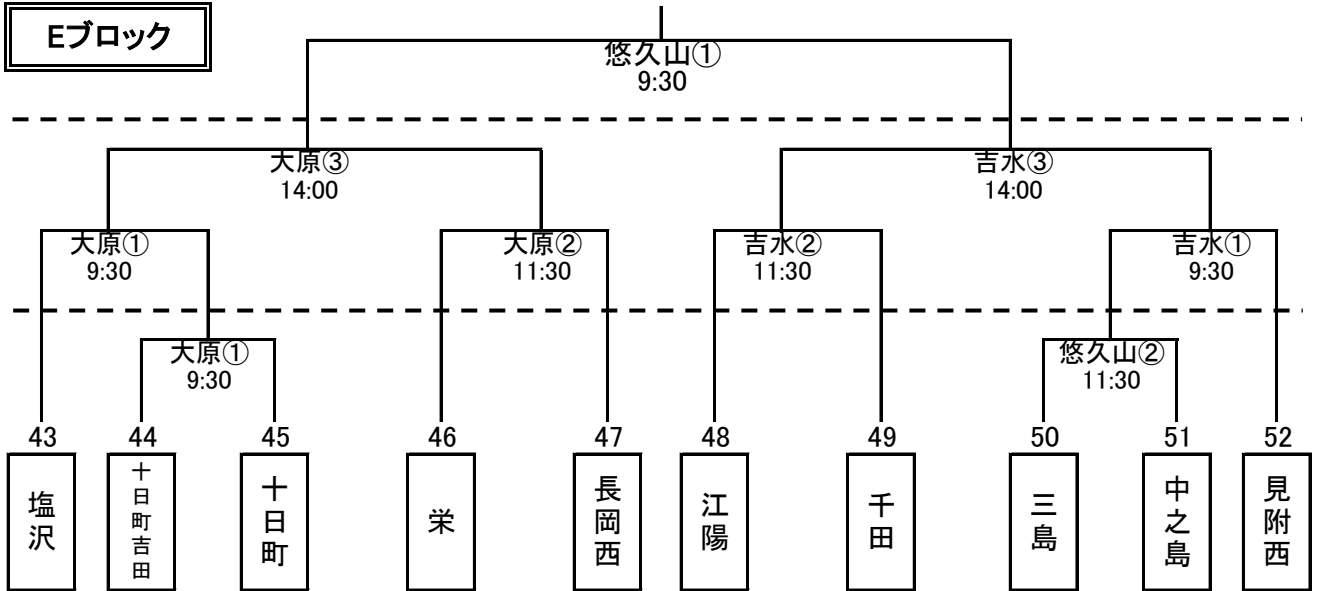 Eブロック
悠久山①
9:30
大原③
14:00
吉水③
14:00
大原①
9:30
大原②
11:30
吉水②
11:30
吉水①
9:30
大原①
9:30
悠久山②
11:30
43
44
45
46
47
48
49
50
51
52
塩沢
十日町吉田
十日町
栄
長岡西
江陽
千田
三島
中之島
見附西